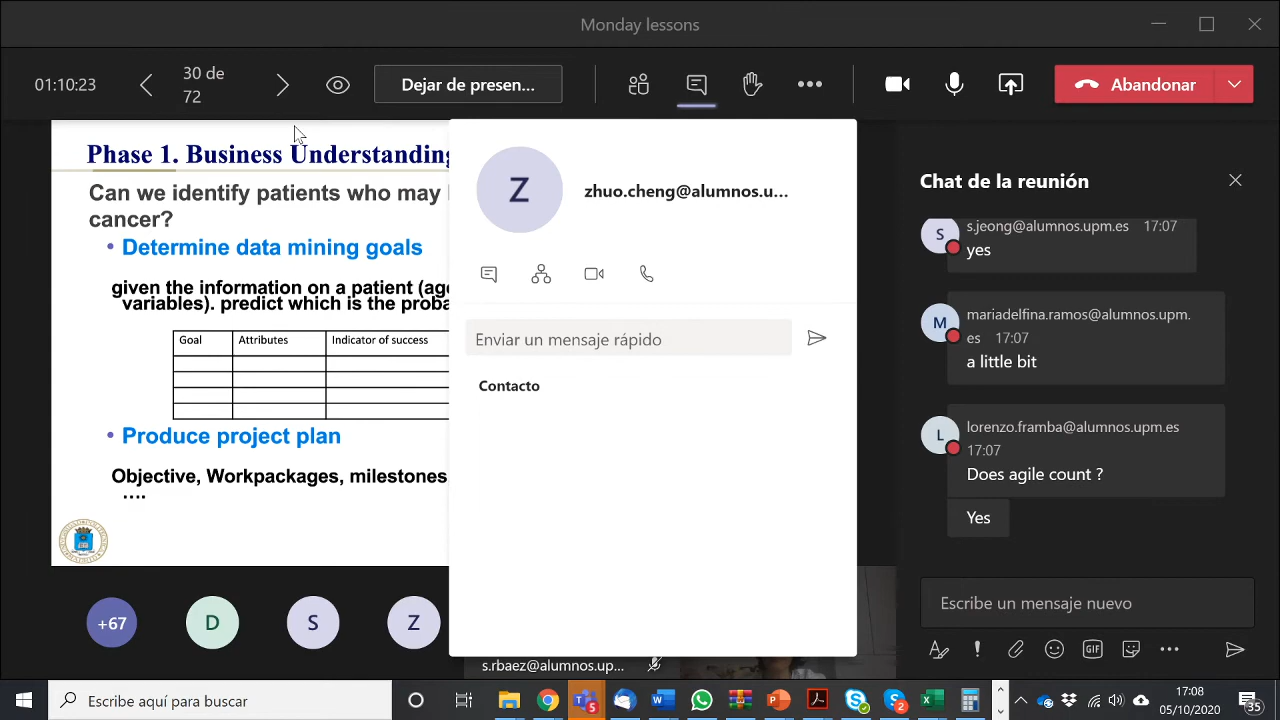 Monday lessons
01:10:23
30 de
72
Dejar de presen...
Abandonar
Phase 1. Business Understanding
Can we identify patients who may
cancer?
• Determine data mining goals
given the information on a patient (age
variables). predict which is the proba
Goal Attributes Indicator of success
• Produce project plan
Objective, Workpackages, milestones,
....
+67
D
S
Z
Z
zhuo.cheng@alumnos.u...
Enviar un mensaje rápido
Contacto
s.rbaez@alumnos.up...
Chat de la reunión
S
s.jeong@alumnos.upm.es 17:07
yes
M
mariadelfina.ramos@alumnos.upm.
es 17:07
a little bit
L
lorenzo.framba@alumnos.upm.es
17:07
Does agile count ?
Yes
Escribe un mensaje nuevo
GIF
Escribe aquí para buscar
5
2
17:08
05/10/2020
35